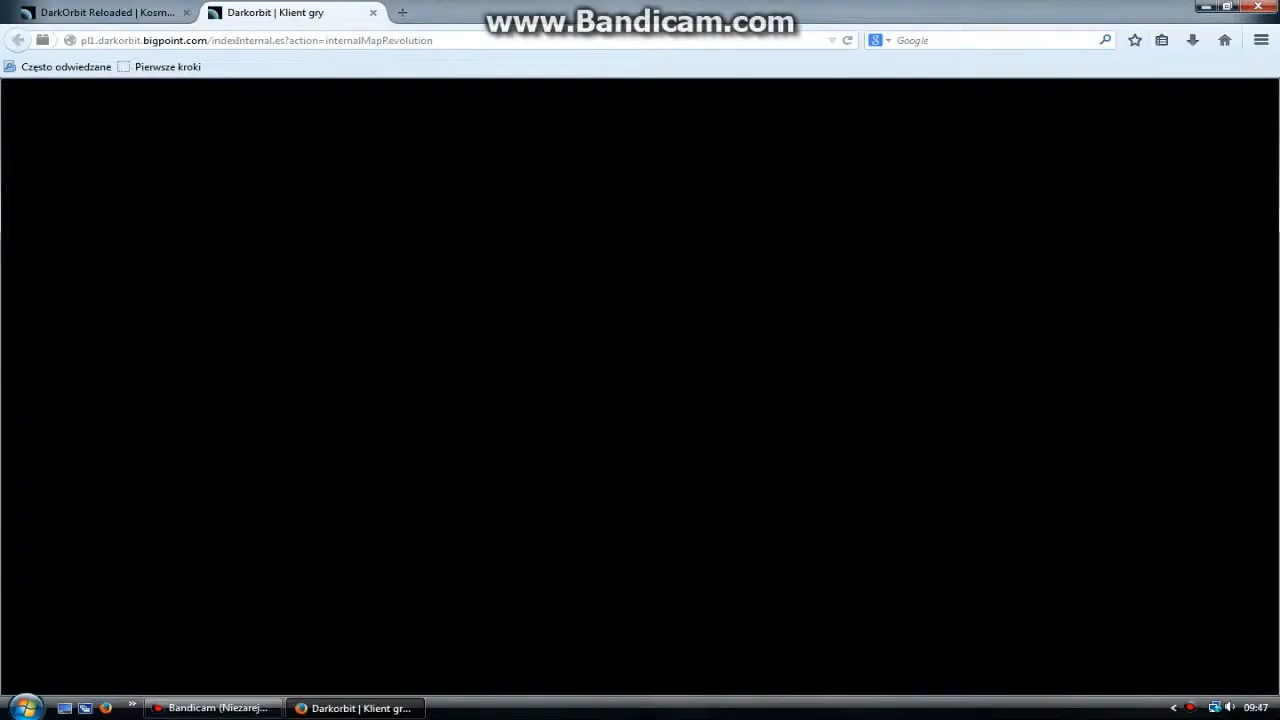 DarkOrbit Reloaded | Kosm...
Darkorbit | Klient gry
www.Bandicam.com
pl1.darkorbit.bigpoint.com/indexInternal.es?action=internalMapRevolution
Google
Często odwiedzane
Pierwsze kroki
Bandicam (Niezarej...
Darkorbit | Klient gr...
09:47